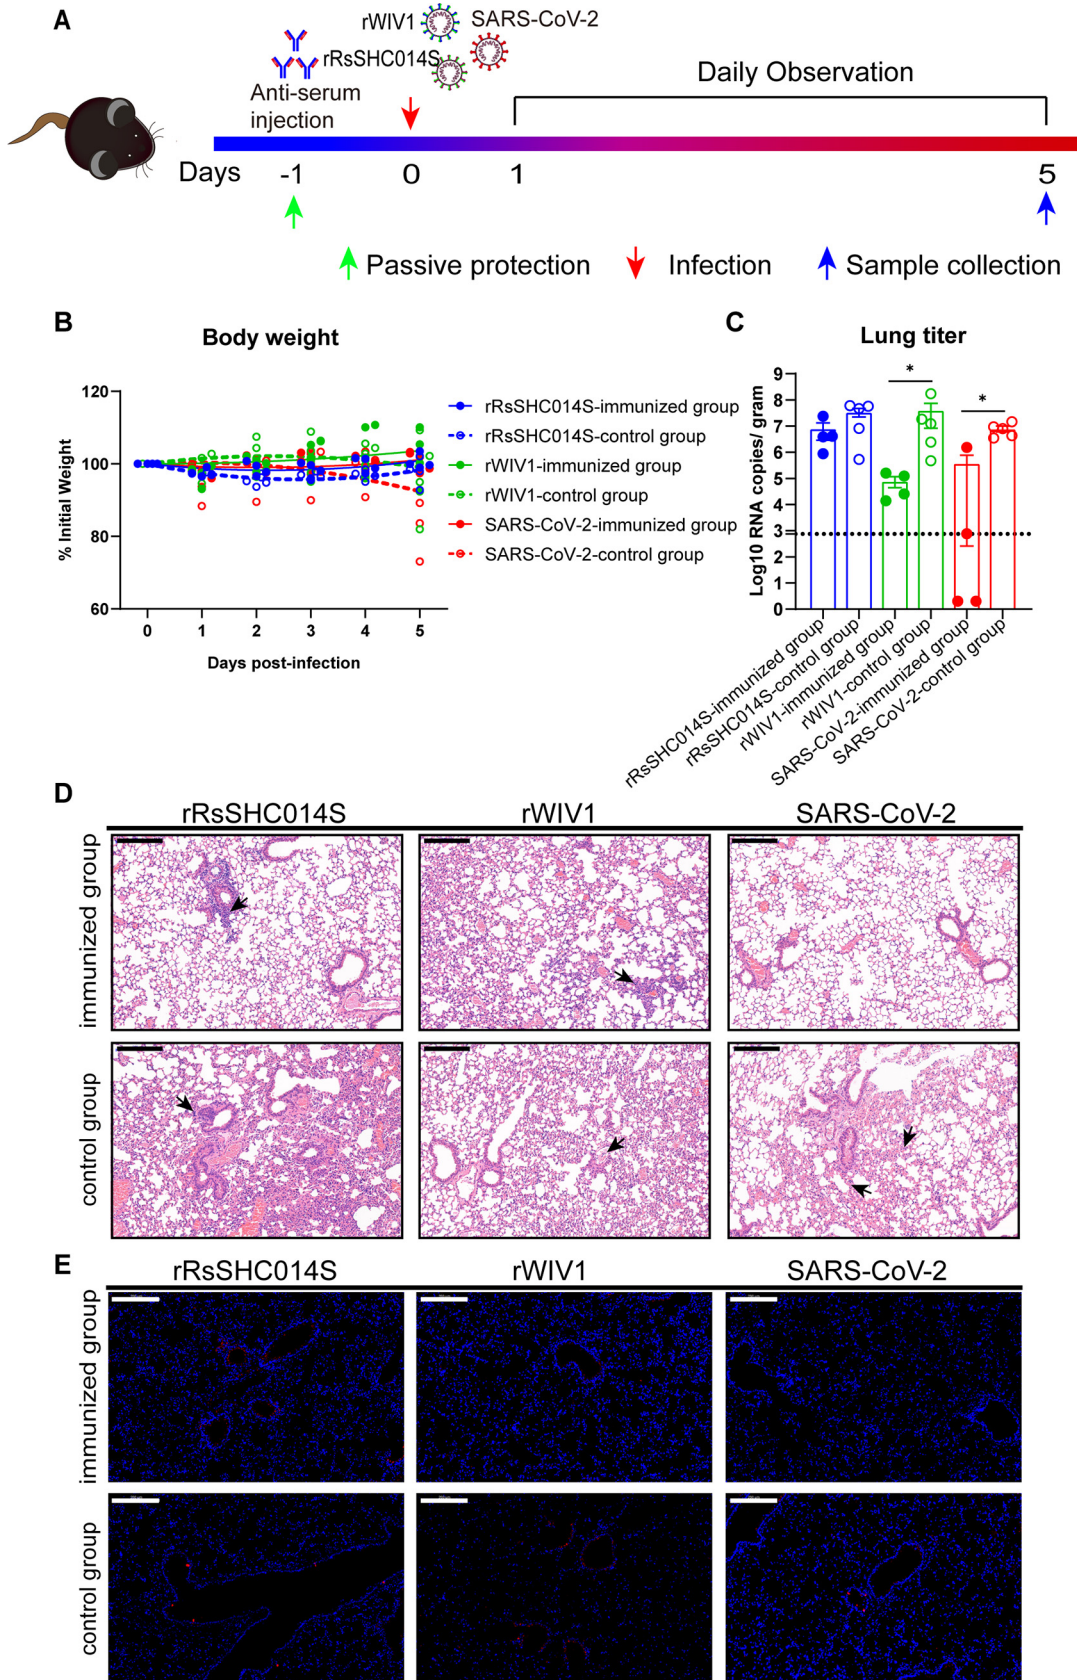 A
rWIV1
SARS-CoV-2
rRsSHC014S
Anti-serum
injection
Daily Observation
Days
-1
0
1
5
Passive protection
Infection
Sample collection
B
Body weight
120
100
80
60
% Initial Weight
0
1
2
3
4
5
Days post-infection
rRsSHC014S-immunized group
rRsSHC014S-control group
rWIV1-immunized group
rWIV1-control group
SARS-CoV-2-immunized group
SARS-CoV-2-control group
C
Lung titer
*
*
9
8
7
6
5
4
3
2
1
0
Log10 RNA copies/ gram
rRsSHC014S-immunized group
rRsSHC014S-control group
rWIV1-immunized group
rWIV1-control group
SARS-CoV-2-immunized group
SARS-CoV-2-control group
D
rRsSHC014S
rWIV1
SARS-CoV-2
immunized group
control group
E
rRsSHC014S
rWIV1
SARS-CoV-2
immunized group
control group